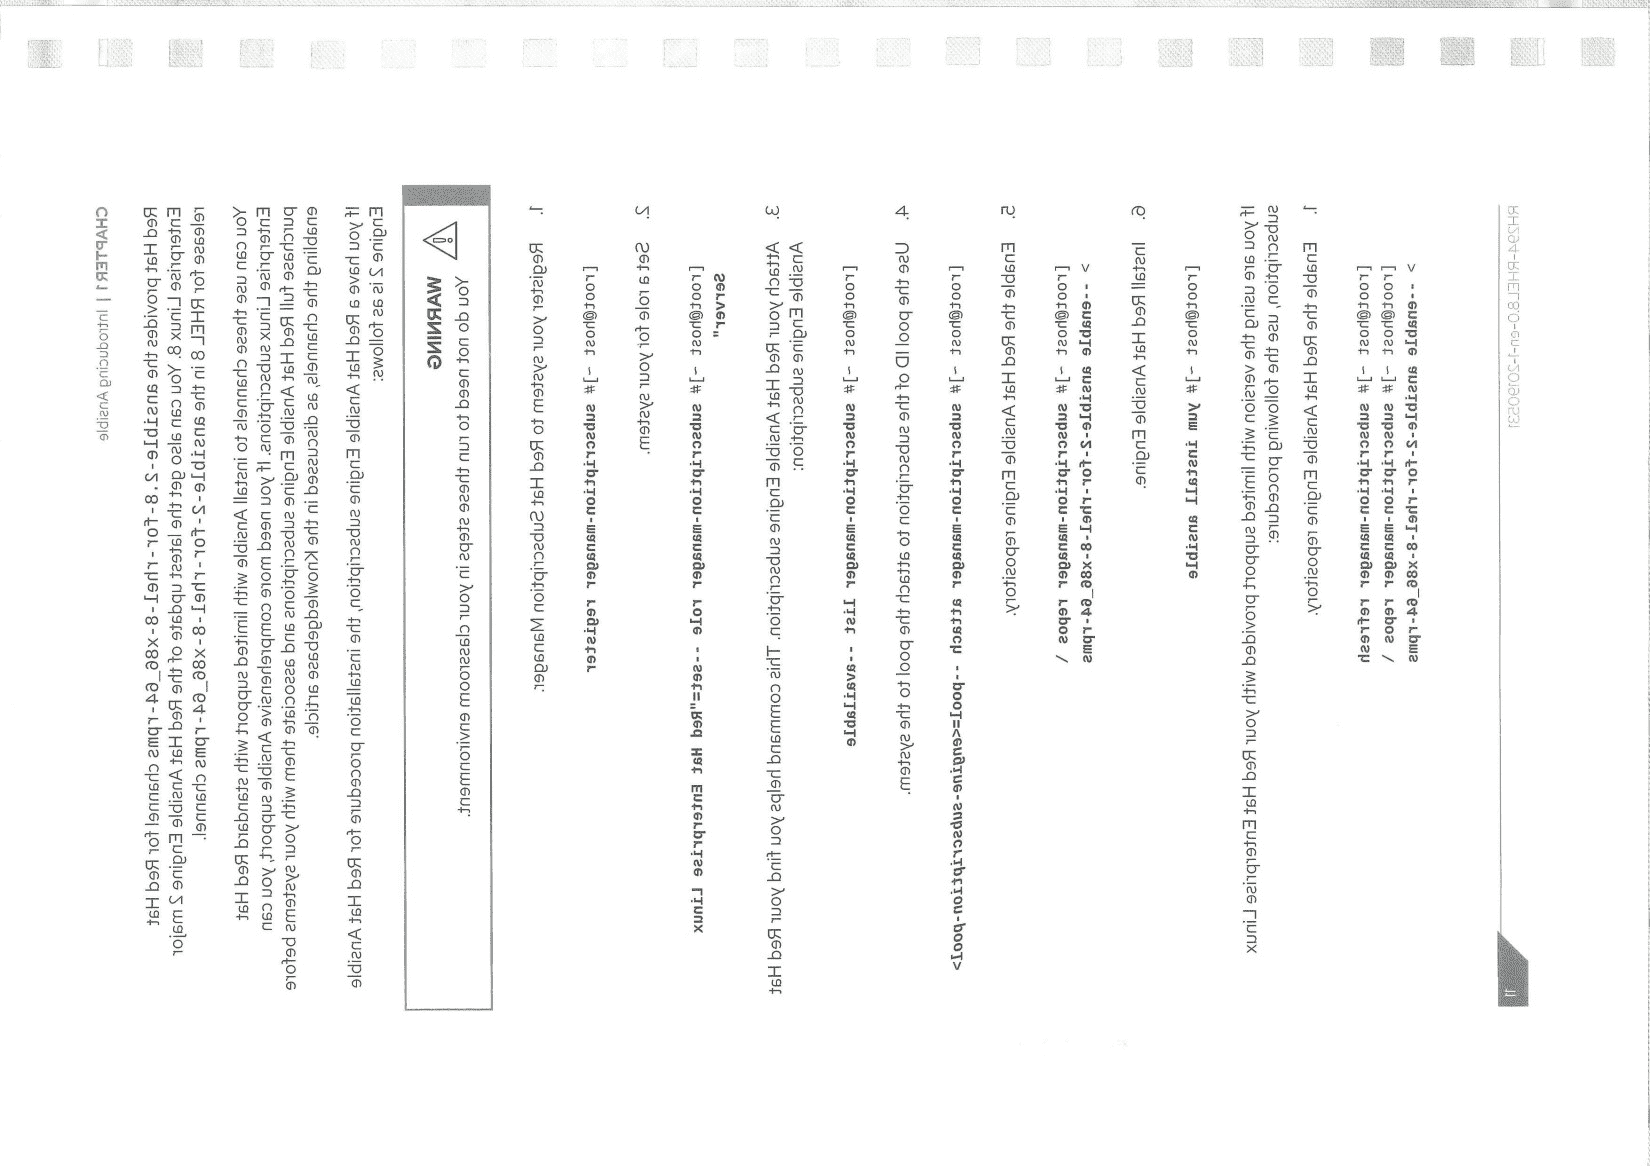 CHAPTER 1 | Introducing Ansible
Red Hat provides the ansible-2.8-for-rhel-8-x86_64-rpms channel for Red Hat
Enterprise Linux 8. You can also get the latest update of the Red Hat Ansible Engine 2 major
release for RHEL 8 in the ansible-2-for-rhel-8-x86_64-rpms channel.
You can use these channels to install Ansible with limited support with standard Red Hat
Enterprise Linux subscriptions. If you need more comprehensive Ansible support, you can
purchase full Red Hat Ansible Engine subscriptions and associate them with your systems before
enabling the channels, as discussed in the Knowledgebase article.
If you have a Red Hat Ansible Engine subscription, the installation procedure for Red Hat Ansible
Engine 2 is as follows:
WARNING
You do not need to run these steps in your classroom environment.
1. Register your system to Red Hat Subscription Manager.
[root@host ~]# subscription-manager register
2. Set a role for your system.
[root@host ~]# subscription-manager role --set="Red Hat Enterprise Linux
Server"
3. Attach your Red Hat Ansible Engine subscription. This command helps you find your Red Hat
Ansible Engine subscription:
[root@host ~]# subscription-manager list --available
4. Use the pool ID of the subscription to attach the pool to the system.
[root@host ~]# subscription-manager attach --pool=<engine-subscription-pool>
5. Enable the Red Hat Ansible Engine repository.
[root@host ~]# subscription-manager repos \
> --enable ansible-2-for-rhel-8-x86_64-rpms
6. Install Red Hat Ansible Engine.
[root@host ~]# yum install ansible
If you are using the version with limited support provided with your Red Hat Enterprise Linux
subscription, use the following procedure:
1. Enable the Red Hat Ansible Engine repository.
[root@host ~]# subscription-manager refresh
[root@host ~]# subscription-manager repos \
> --enable ansible-2-for-rhel-8-x86_64-rpms
RH294-RHEL8.0-en-1-20190531
11